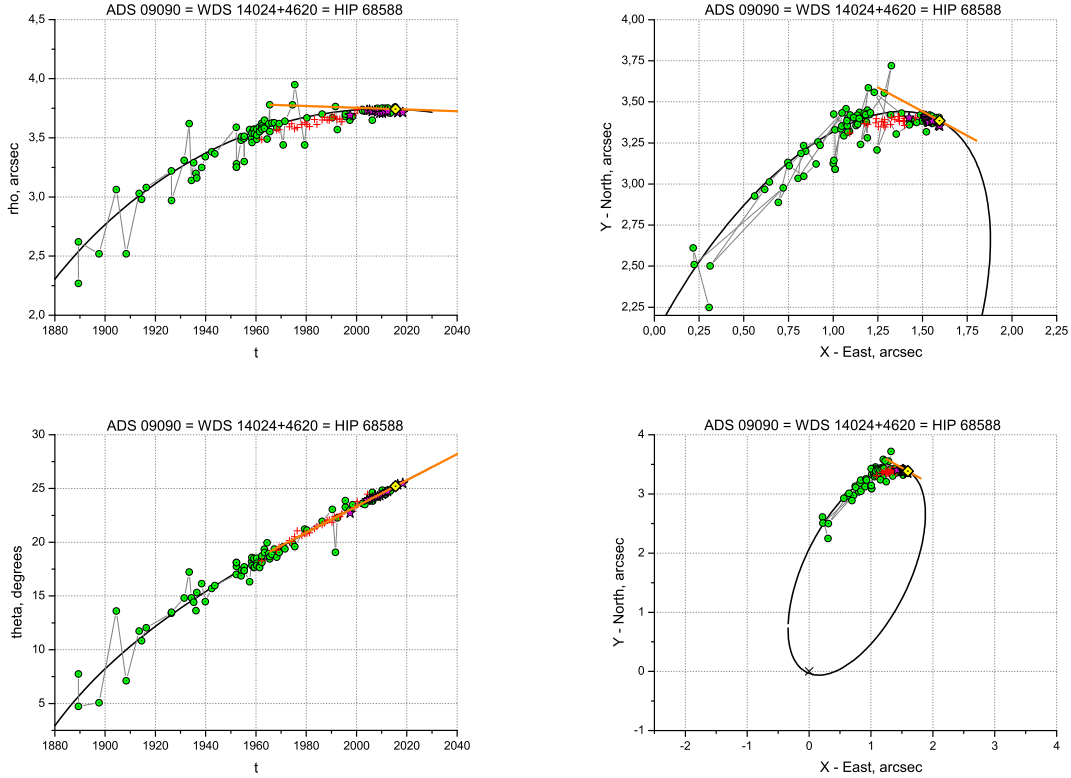 ADS 09090 = WDS 14024+4620 = HIP 68588
4,5
4,0
3,5
3,0
2,5
2,0
rho, arcsec
1880 1900 1920 1940 1960 1980 2000 2020 2040
t
ADS 09090 = WDS 14024+4620 = HIP 68588
4,00
3,75
3,50
3,25
3,00
2,75
2,50
2,25
Y - North, arcsec
0,00 0,25 0,50 0,75 1,00 1,25 1,50 1,75 2,00 2,25
X - East, arcsec
ADS 09090 = WDS 14024+4620 = HIP 68588
30
25
20
15
10
5
theta, degrees
1880 1900 1920 1940 1960 1980 2000 2020 2040
t
ADS 09090 = WDS 14024+4620 = HIP 68588
4
3
2
1
0
-1
Y - North, arcsec
-2 -1 0 1 2 3 4
X - East, arcsec